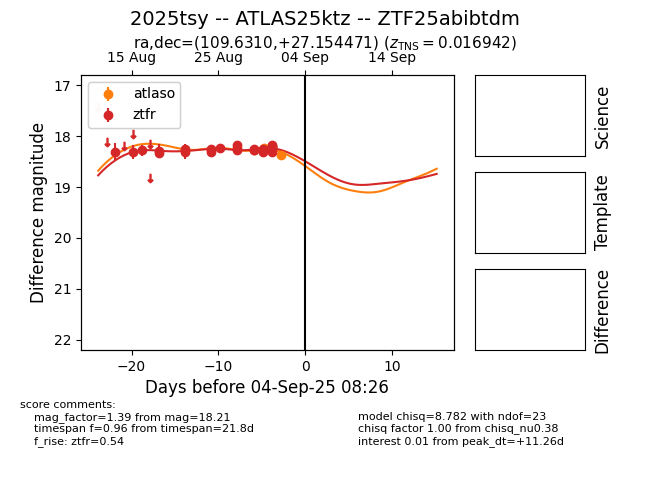 2025tsy -- ATLAS25ktz -- ZTF25abibtdm
ra,dec=(109.6310,+27.154471) (z_TNS = 0.016942)
15 Aug 25 Aug 04 Sep 14 Sep
atlaso
ztfr
17
18
19
20
21
22
Difference magnitude
−20 −10 0 10
Days before 04-Sep-25 08:26
Science
Template
Difference
score comments:
mag_factor=1.39 from mag=18.21
timespan f=0.96 from timespan=21.8d
f_rise: ztfr=0.54
model chisq=8.782 with ndof=23
chisq factor 1.00 from chisq_nu0.38
interest 0.01 from peak_dt=+11.26d